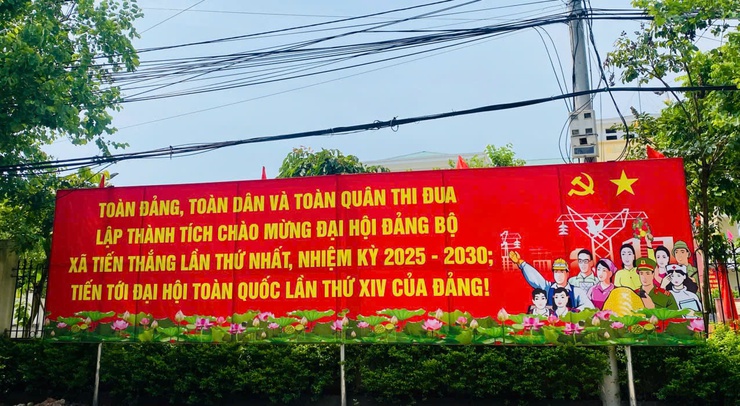 TOÀN ĐẢNG, TOÀN DÂN VÀ TOÀN QUÂN THI ĐUA
LẬP THÀNH TÍCH CHÀO MỪNG ĐẠI HỘI ĐẢNG BỘ
XÃ TIẾN THẮNG LẦN THỨ NHẤT, NHIỆM KỲ 2025 - 2030;
TIẾN TỚI ĐẠI HỘI TOÀN QUỐC LẦN THỨ XIV CỦA ĐẢNG!